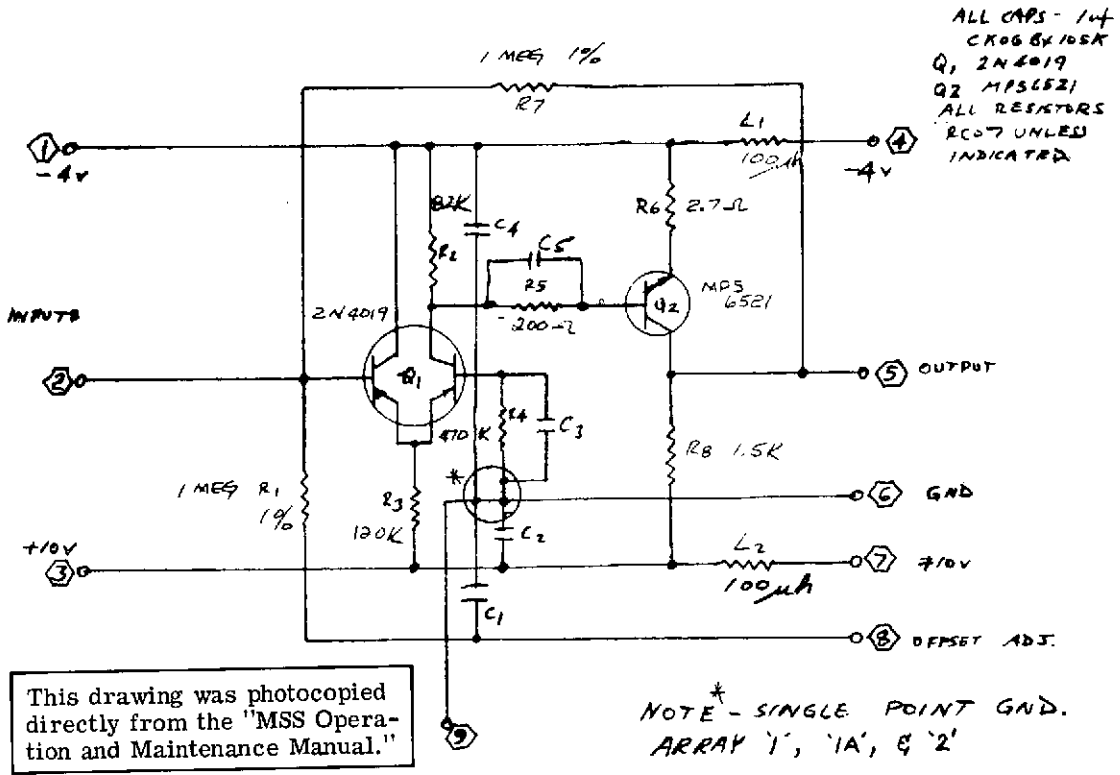 ALL CAPS - 1uf
CK06 BX 105K
Q1 2N4019
Q2 MPS6521
ALL RESISTORS
RC07 UNLESS
INDICATED
1 MEG 1%
R7
1
-4v
L1
100μh
4
-4v
82K
C4
R2
R6 2.7Ω
C5
R5
200Ω
Q2
MPS
6521
INPUTS
2N4019
2
Q1
5 OUTPUT
470K
R4
C3
R8 1.5K
*
1 MEG R1
1%
R3
120K
C2
6 GND
+10v
3
L2
100μh
7 +10v
C1
8 OFFSET ADJ.
9
This drawing was photocopied
directly from the "MSS Opera-
tion and Maintenance Manual."
NOTE * - SINGLE POINT GND.
ARRAY '1', '1A', & '2'